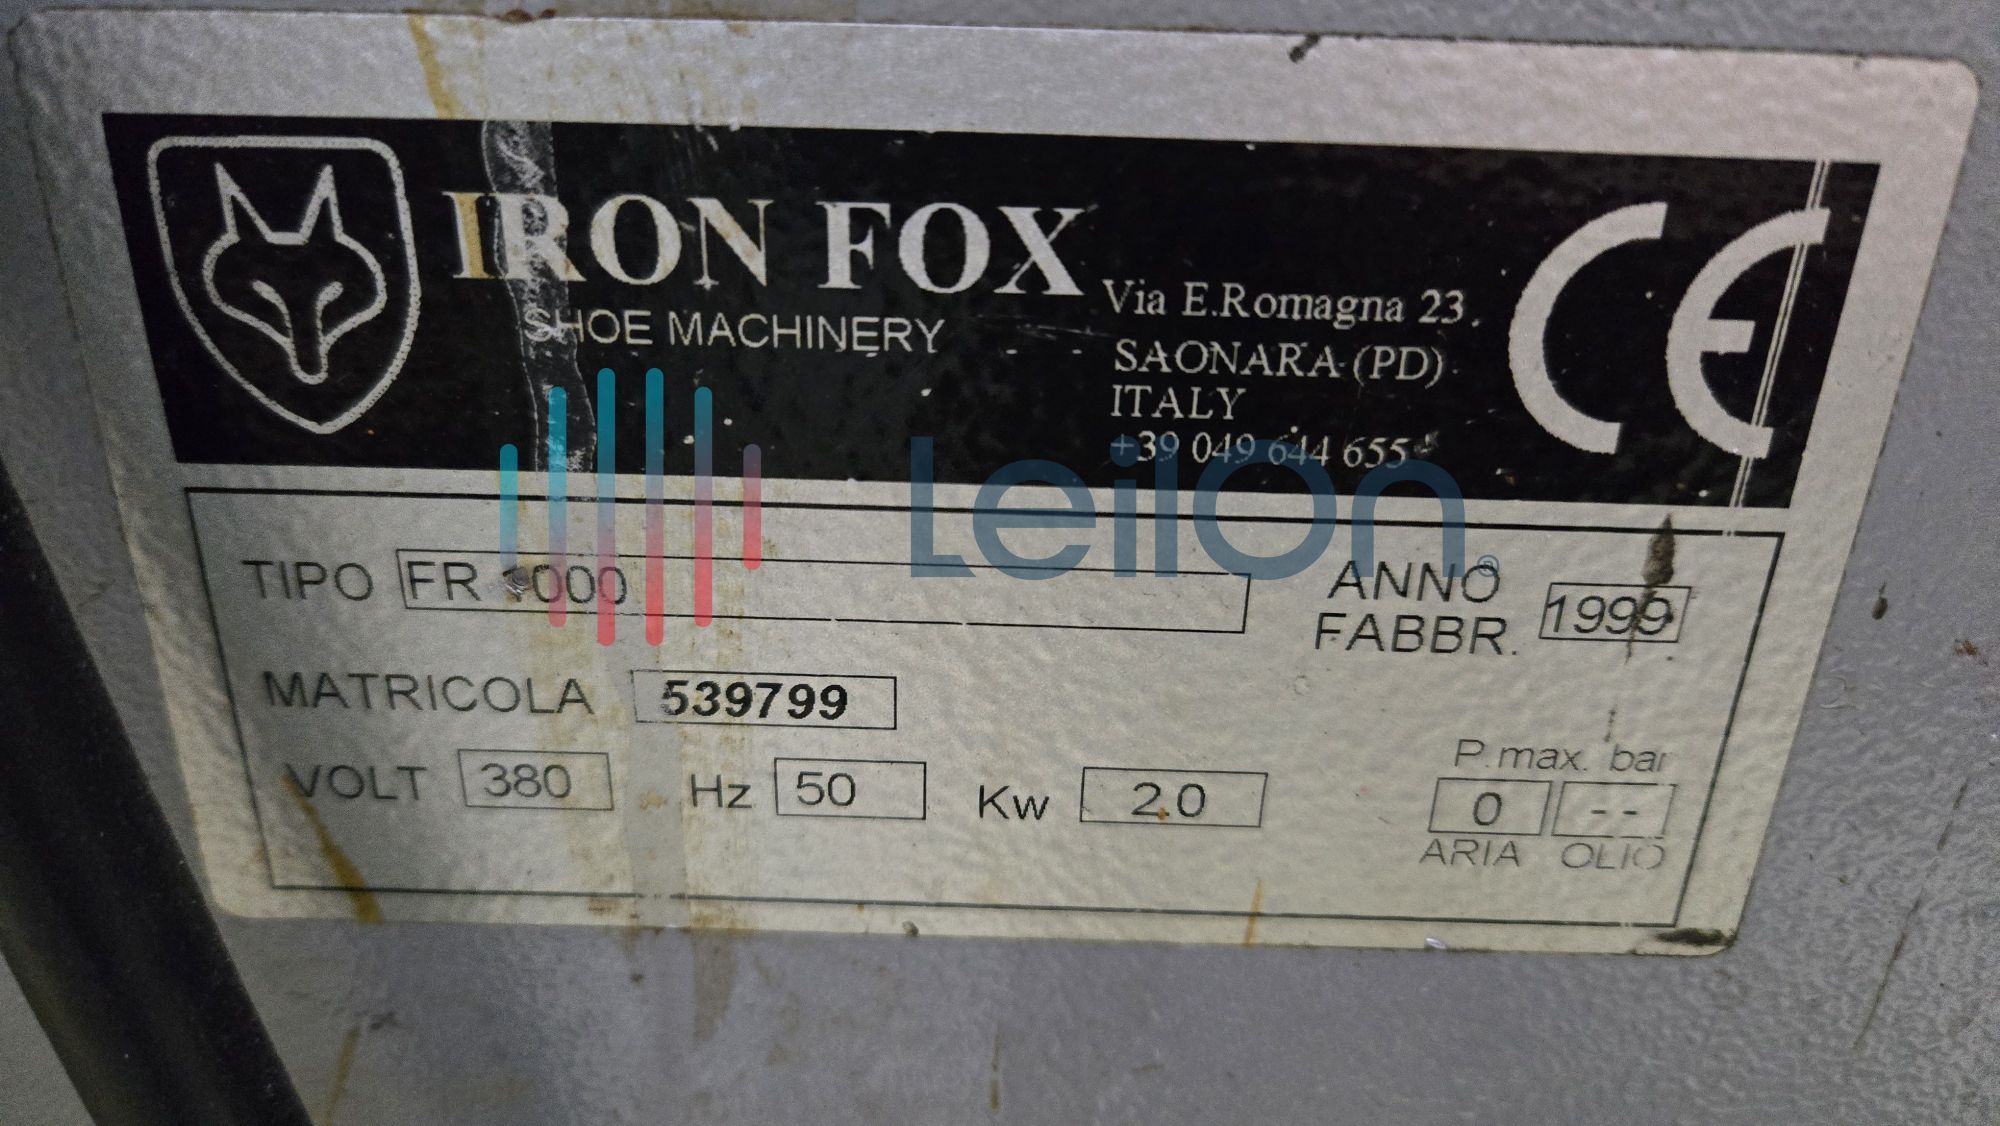 IRON FOX
SHOE MACHINERY
Via E.Romagna 23,
SAONARA (PD)
ITALY
+39 049 644 655
CE
LeilOn®
TIPO FR 1000
ANNO
FABBR. 1999
MATRICOLA 539799
VOLT 380 Hz 50 Kw 2.0
P.max. bar
0 --
ARIA OLIO